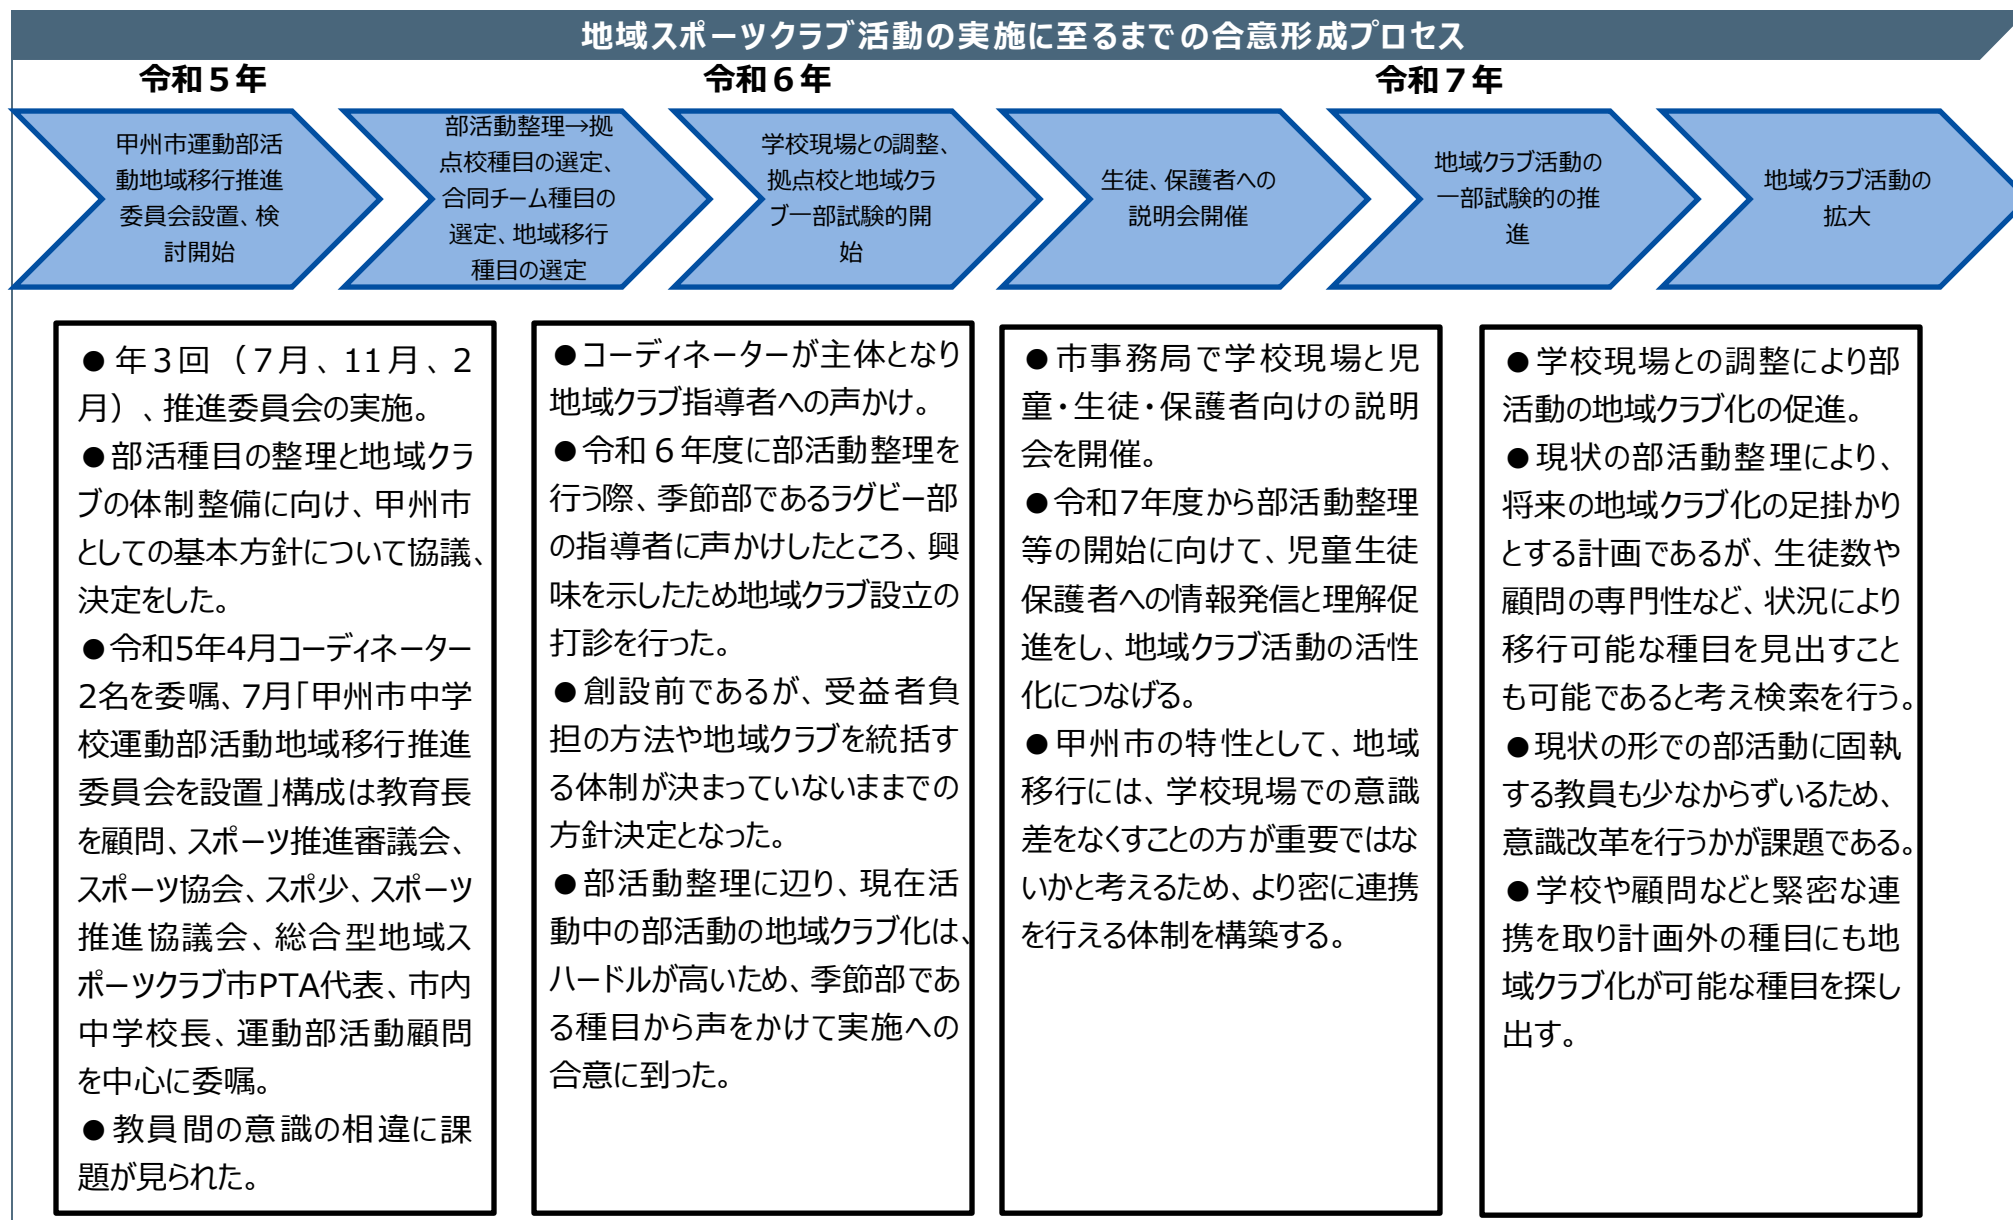 地域スポーツクラブ活動の実施に至るまでの合意形成プロセス
令和５年
令和６年
令和７年
甲州市運動部活
動地域移行推進
委員会設置、検
討開始
部活動整理→拠
点校種目の選定、
合同チーム種目の
選定、地域移行
種目の選定
学校現場との調整、
拠点校と地域クラ
ブ一部試験的開
始
生徒、保護者への
説明会開催
地域クラブ活動の
一部試験的の推
進
地域クラブ活動の
拡大
●年３回（７月、11月、２
月）、推進委員会の実施。
●部活種目の整理と地域クラ
ブの体制整備に向け、甲州市
としての基本方針について協議、
決定をした。
●令和5年4月コーディネーター
2名を委嘱、7月「甲州市中学
校運動部活動地域移行推進
委員会を設置」構成は教育長
を顧問、スポーツ推進審議会、
スポーツ協会、スポ少、スポーツ
推進協議会、総合型地域ス
ポーツクラブ市PTA代表、市内
中学校長、運動部活動顧問
を中心に委嘱。
●教員間の意識の相違に課
題が見られた。
●コーディネーターが主体となり
地域クラブ指導者への声かけ。
●令和６年度に部活動整理を
行う際、季節部であるラグビー部
の指導者に声かけしたところ、興
味を示したため地域クラブ設立の
打診を行った。
●創設前であるが、受益者負
担の方法や地域クラブを統括す
る体制が決まっていないままでの
方針決定となった。
●部活動整理に辺り、現在活
動中の部活動の地域クラブ化は、
ハードルが高いため、季節部であ
る種目から声をかけて実施への
合意に到った。
●市事務局で学校現場と児
童・生徒・保護者向けの説明
会を開催。
●令和7年度から部活動整理
等の開始に向けて、児童生徒
保護者への情報発信と理解促
進をし、地域クラブ活動の活性
化につなげる。
●甲州市の特性として、地域
移行には、学校現場での意識
差をなくすことの方が重要ではな
いかと考えるため、より密に連携
を行える体制を構築する。
●学校現場との調整により部
活動の地域クラブ化の促進。
●現状の部活動整理により、
将来の地域クラブ化の足掛かり
とする計画であるが、生徒数や
顧問の専門性など、状況により
移行可能な種目を見出すこと
も可能であると考え検索を行う。
●現状の形での部活動に固執
する教員も少なからずいるため、
意識改革を行うかが課題である。
●学校や顧問などと緊密な連
携を取り計画外の種目にも地
域クラブ化が可能な種目を探し
出す。